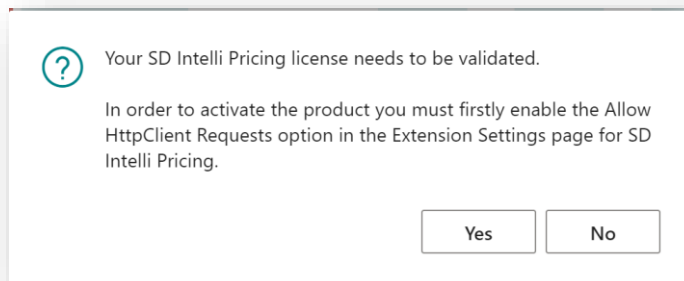 Your SD Intelli Pricing license needs to be validated.
In order to activate the product you must firstly enable the Allow
HttpClient Requests option in the Extension Settings page for SD
Intelli Pricing.
Yes
No